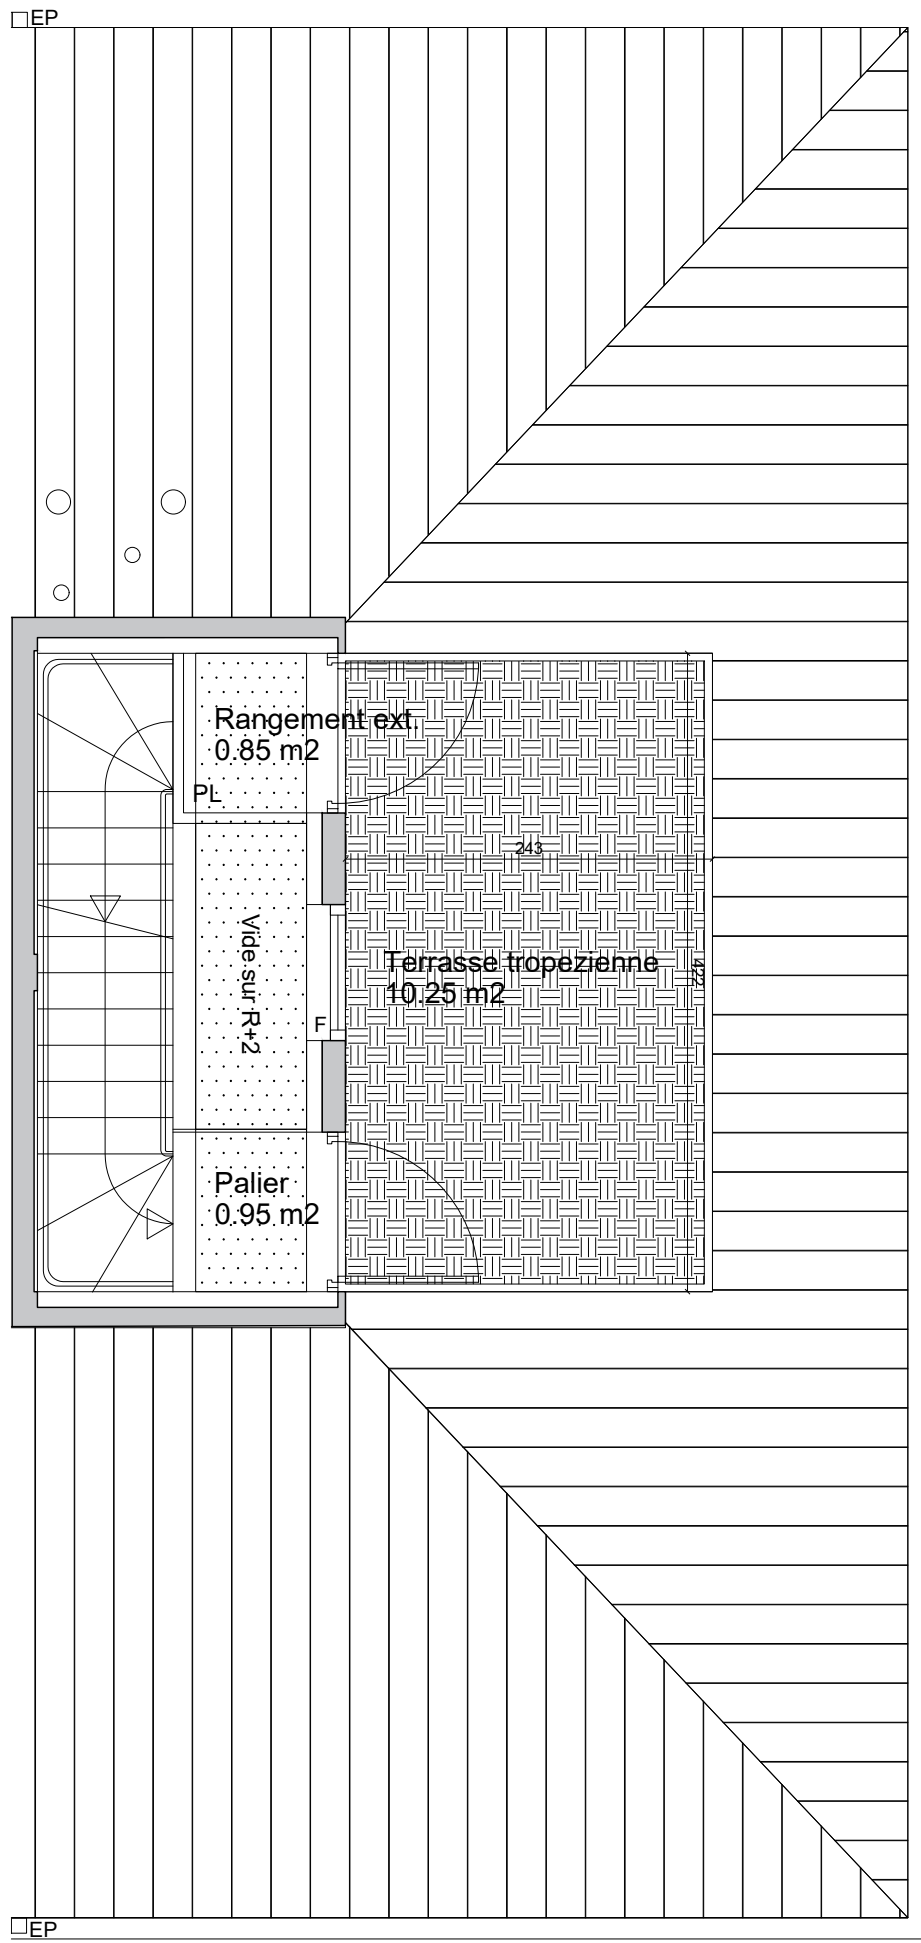 EP
Rangement ext.
0.85 m2
PL
243
Vide sur R+2
Terrasse tropezienne
10.25 m2
422
F
Palier
0.95 m2
EP